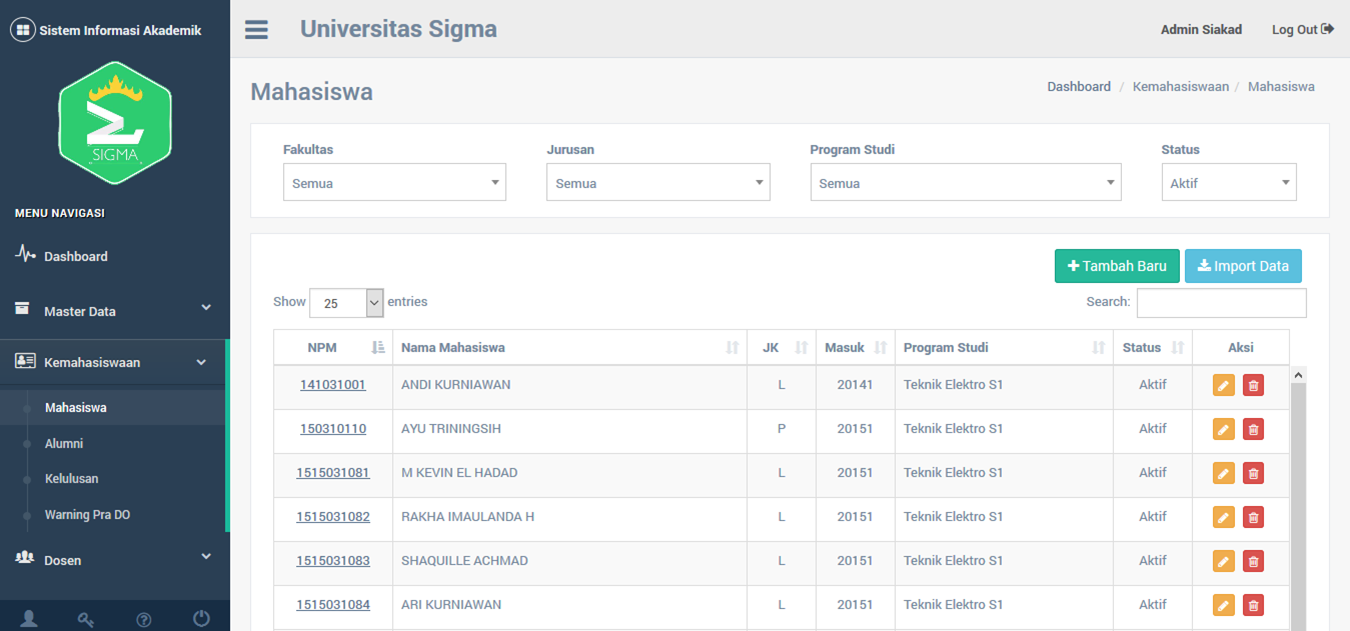 Sistem Informasi Akademik
SIGMA
MENU NAVIGASI
Dashboard
Master Data
Kemahasiswaan
Mahasiswa
Alumni
Kelulusan
Warning Pra DO
Dosen
Universitas Sigma
Admin Siakad Log Out
Mahasiswa
Dashboard / Kemahasiswaan / Mahasiswa
Fakultas Jurusan Program Studi Status
Semua Semua Semua Aktif
Tambah Baru Import Data
Show 25 entries Search:
NPM Nama Mahasiswa JK Masuk Program Studi Status Aksi
141031001 ANDI KURNIAWAN L 20141 Teknik Elektro S1 Aktif
150310110 AYU TRININGSIH P 20151 Teknik Elektro S1 Aktif
1515031081 M KEVIN EL HADAD L 20151 Teknik Elektro S1 Aktif
1515031082 RAKHA IMAULANDA H L 20151 Teknik Elektro S1 Aktif
1515031083 SHAQUILLE ACHMAD L 20151 Teknik Elektro S1 Aktif
1515031084 ARI KURNIAWAN L 20151 Teknik Elektro S1 Aktif